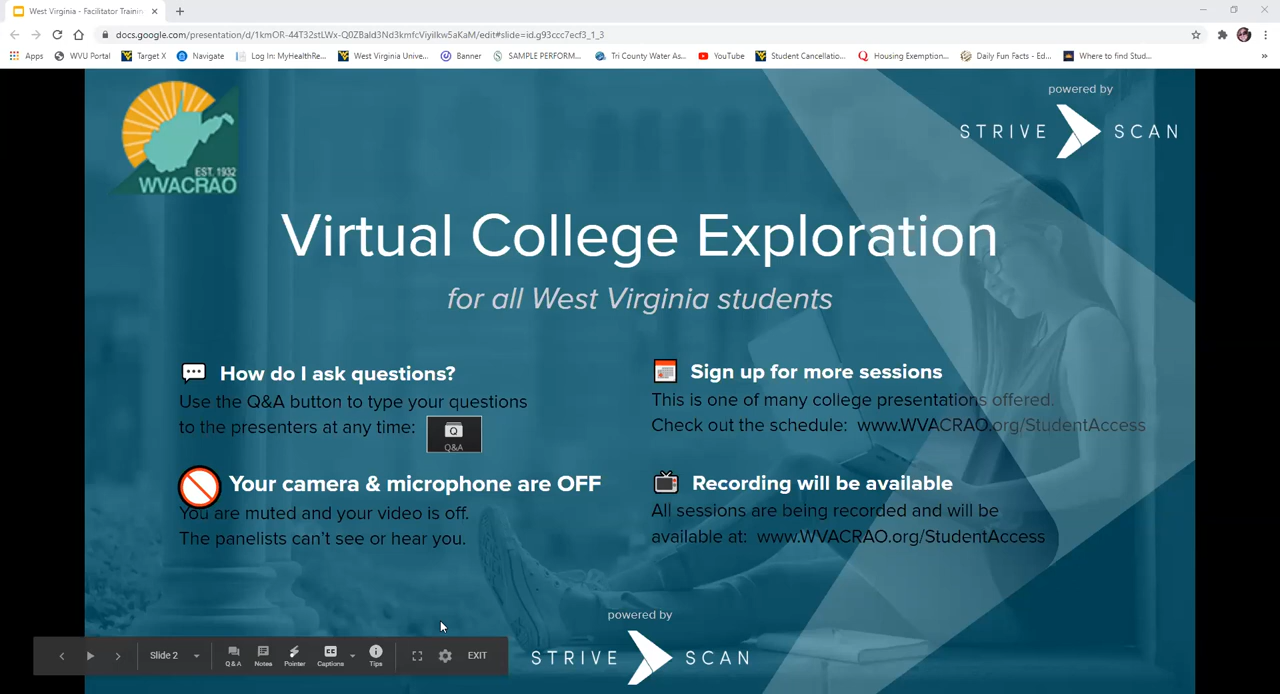 West Virginia - Facilitator Trainin
docs.google.com/presentation/d/1kmOR-44T32stLWx-Q0ZBald3Nd3kmfcViyilkw5aKaM/edit#slide=id.g93ccc7ecf3_1_3
Apps WVU Portal Target X Navigate Log In: MyHealthRe... West Virginia Unive... Banner SAMPLE PERFORM... Tri County Water As... YouTube Student Cancellatio... Housing Exemption... Daily Fun Facts - Ed... Where to find Stud...
powered by
STRIVE SCAN
EST. 1932
WVACRAO
Virtual College Exploration
for all West Virginia students
How do I ask questions?
Use the Q&A button to type your questions
to the presenters at any time:
Q
Q&A
Your camera & microphone are OFF
You are muted and your video is off.
The panelists can't see or hear you.
Sign up for more sessions
This is one of many college presentations offered.
Check out the schedule: www.WVACRAO.org/StudentAccess
Recording will be available
All sessions are being recorded and will be
available at: www.WVACRAO.org/StudentAccess
powered by
STRIVE SCAN
Slide 2 Q&A Notes Pointer Captions Tips EXIT